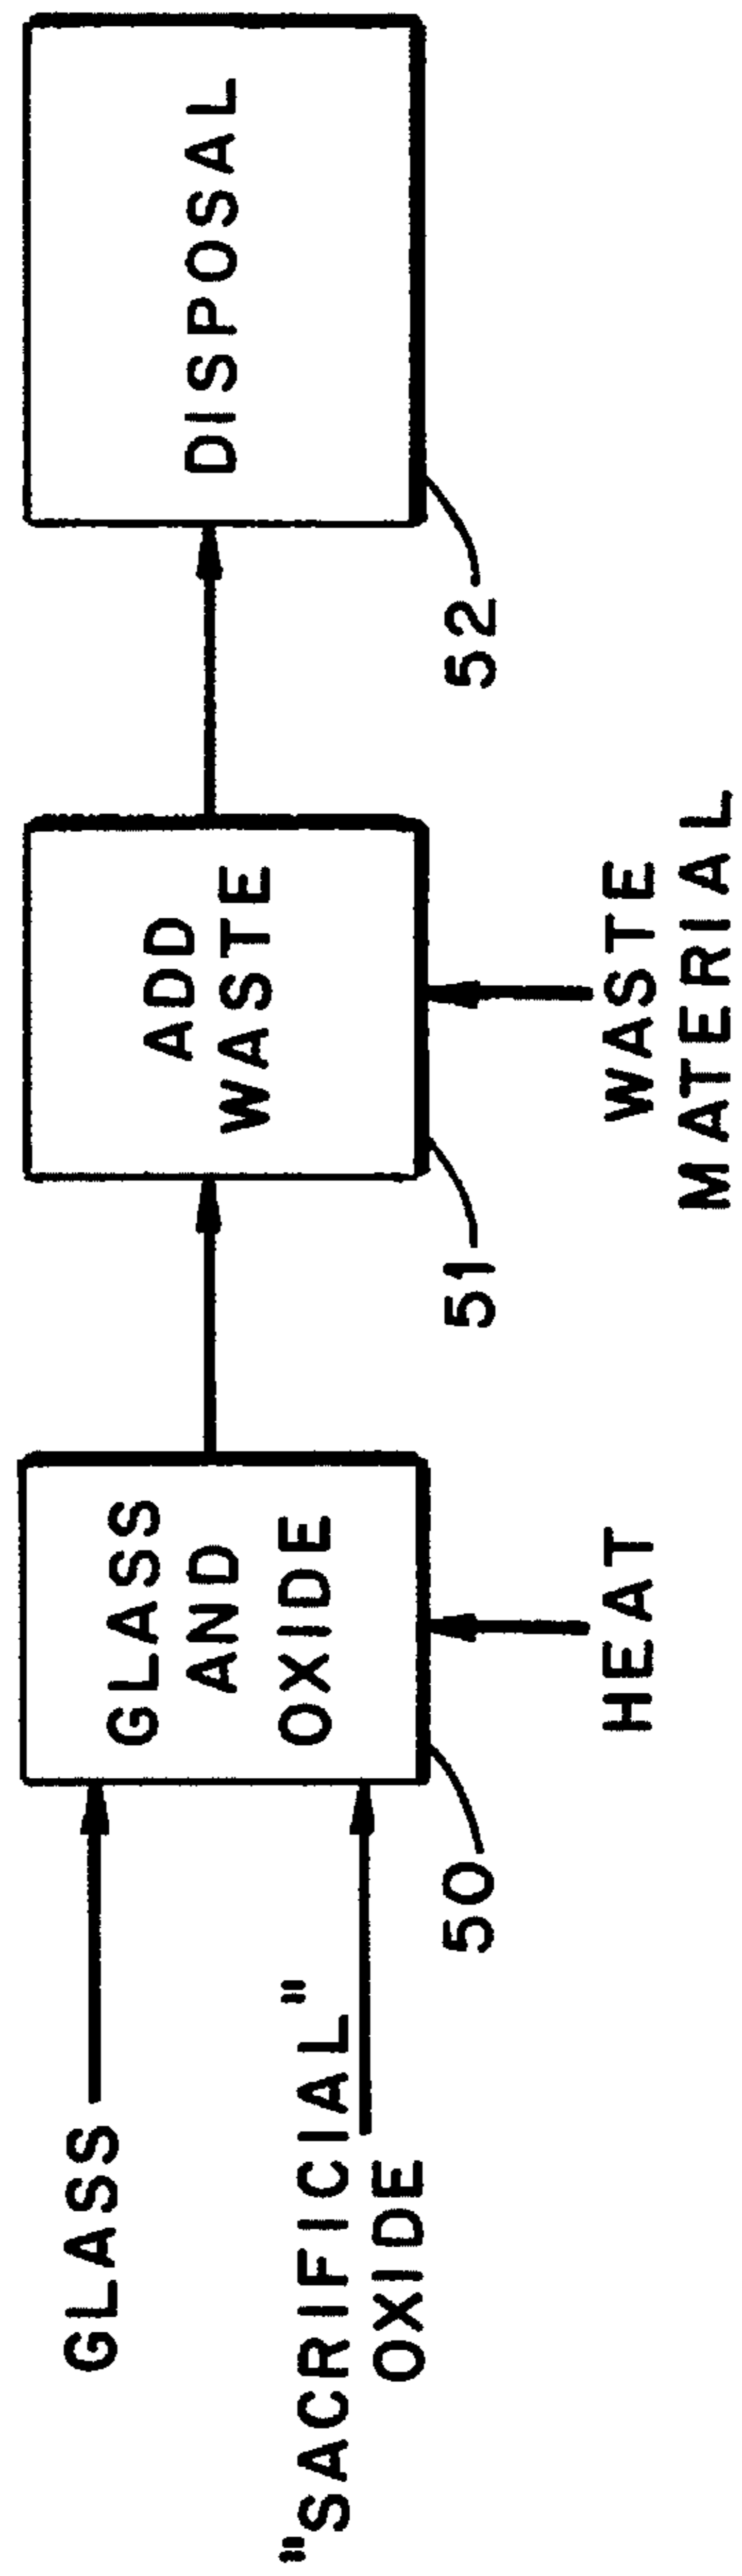 GLASS
"SACRIFICIAL"
OXIDE
GLASS
AND
OXIDE
50
HEAT
ADD
WASTE
51
WASTE
MATERIAL
DISPOSAL
52